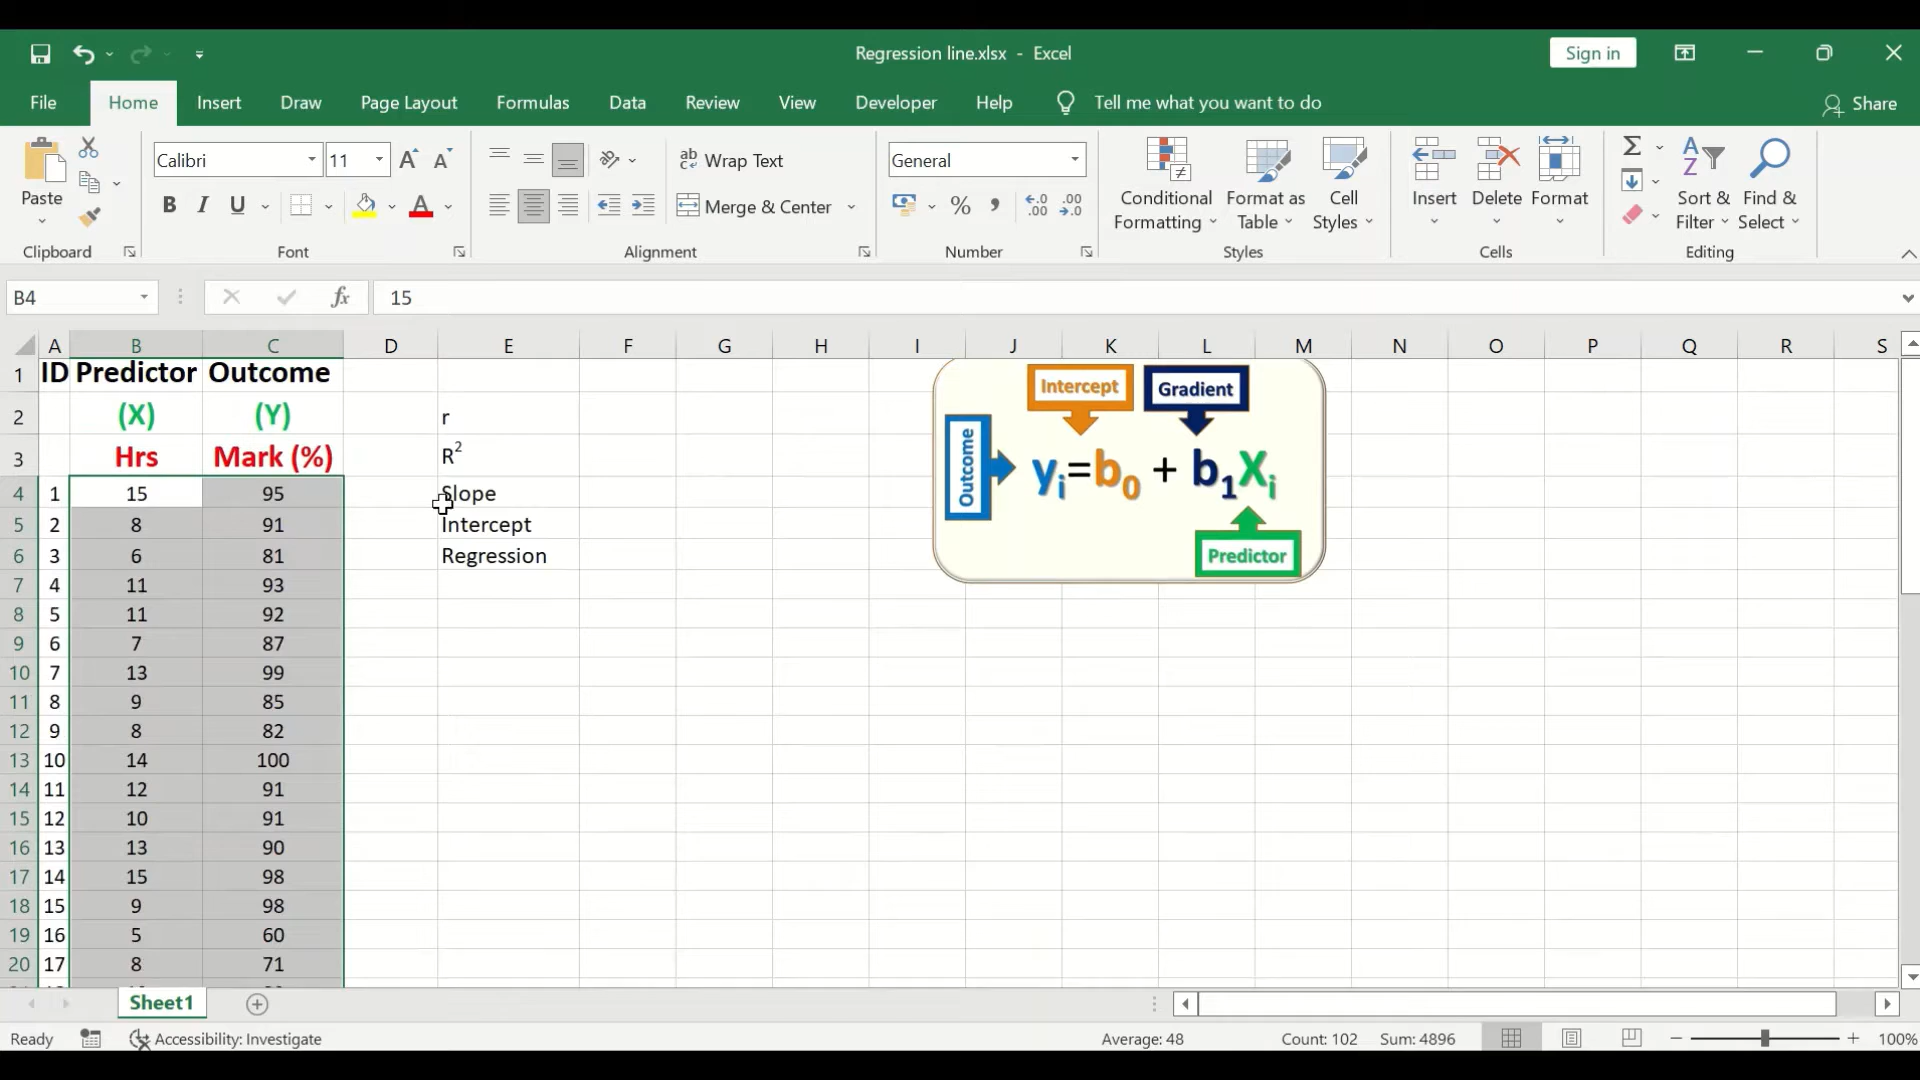 Regression line.xlsx - Excel
Sign in
File Home Insert Draw Page Layout Formulas Data Review View Developer Help Tell me what you want to do Share
Paste
Clipboard
Calibri 11
B I U A
Font
Wrap Text
Merge & Center
Alignment
General
Number
Conditional Formatting
Format as Table
Cell Styles
Styles
Insert Delete Format
Cells
Sort & Filter
Find & Select
Editing
B4 fx 15
A B C D E F G H I J K L M N O P Q R S
1 ID Predictor Outcome
2 (X) (Y) r
3 Hrs Mark (%) R²
4 1 15 95 Slope
5 2 8 91 Intercept
6 3 6 81 Regression
7 4 11 93
8 5 11 92
9 6 7 87
10 7 13 99
11 8 9 85
12 9 8 82
13 10 14 100
14 11 12 91
15 12 10 91
16 13 13 90
17 14 15 98
18 15 9 98
19 16 5 60
20 17 8 71
Intercept Gradient
Outcome
yᵢ=b₀ + b₁Xᵢ
Predictor
Sheet1
Ready Accessibility: Investigate Average: 48 Count: 102 Sum: 4896 100%